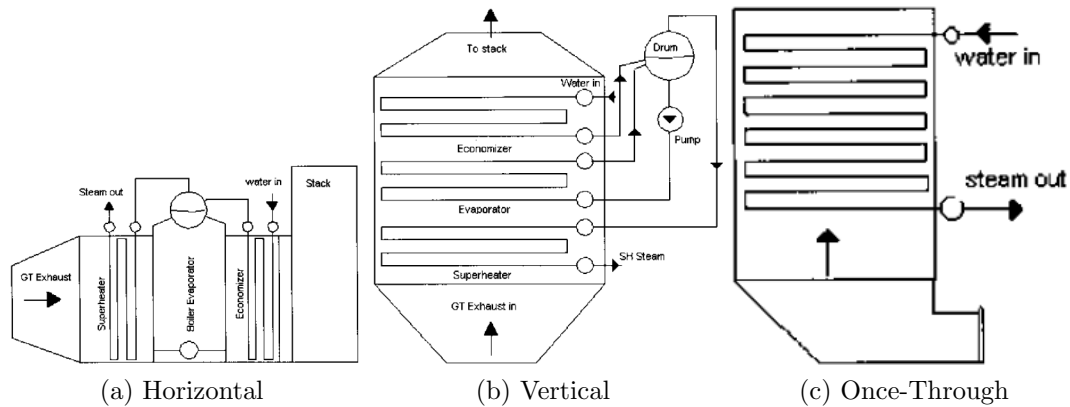 Steam out
water in
Stack
GT Exhaust
Superheater
Boiler Evaporator
Economizer
(a) Horizontal
To stack
Drum
Water in
Pump
Economizer
Evaporator
SH Steam
Superheater
GT Exhaust in
(b) Vertical
water in
steam out
(c) Once-Through